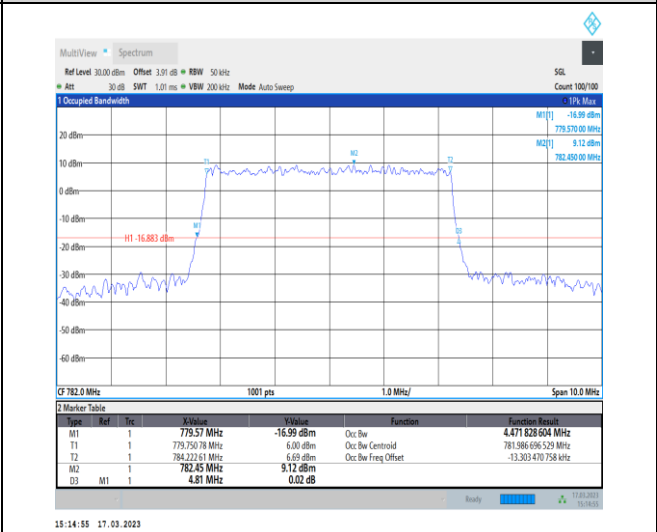 MultiView Spectrum
Ref Level 30.00 dBm Offset 3.91 dB RBW 50 kHz SGL
Att 30 dB SWT 1.01 ms VBW 200 kHz Mode Auto Sweep Count 100/100
1 Occupied Bandwidth 1Pk Max
M1[1] -16.99 dBm
779.570 00 MHz
M2[1] 9.12 dBm
782.450 00 MHz
20 dBm
M2
T1
T2
10 dBm
0 dBm
-10 dBm
M1
D3
H1 -16.883 dBm
-20 dBm
-30 dBm
-40 dBm
-50 dBm
-60 dBm
CF 782.0 MHz 1001 pts 1.0 MHz/ Span 10.0 MHz
2 Marker Table
Type Ref Trc X-Value Y-Value Function Function Result
M1 1 779.57 MHz -16.99 dBm Occ Bw 4.471 828 604 MHz
T1 1 779.750 78 MHz 6.00 dBm Occ Bw Centroid 781.986 696 529 MHz
T2 1 784.222 61 MHz 6.69 dBm Occ Bw Freq Offset -13.303 470 758 kHz
M2 1 782.45 MHz 9.12 dBm
D3 M1 1 4.81 MHz 0.02 dB
Ready 17.03.2023
15:14:55
15:14:55 17.03.2023